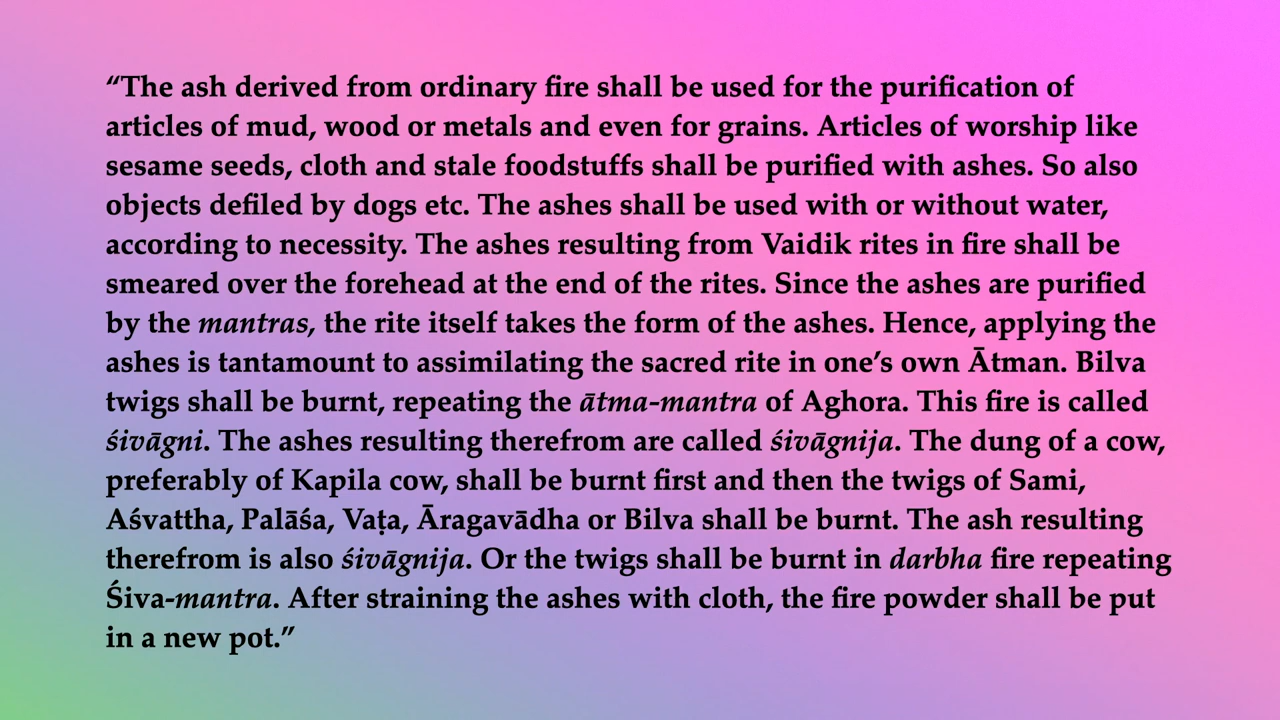 “The ash derived from ordinary fire shall be used for the purification of
articles of mud, wood or metals and even for grains. Articles of worship like
sesame seeds, cloth and stale foodstuffs shall be purified with ashes. So also
objects defiled by dogs etc. The ashes shall be used with or without water,
according to necessity. The ashes resulting from Vaidik rites in fire shall be
smeared over the forehead at the end of the rites. Since the ashes are purified
by the mantras, the rite itself takes the form of the ashes. Hence, applying the
ashes is tantamount to assimilating the sacred rite in one’s own Ātman. Bilva
twigs shall be burnt, repeating the ātma-mantra of Aghora. This fire is called
śivāgni. The ashes resulting therefrom are called śivāgnija. The dung of a cow,
preferably of Kapila cow, shall be burnt first and then the twigs of Sami,
Aśvattha, Palāśa, Vaṭa, Āragavādha or Bilva shall be burnt. The ash resulting
therefrom is also śivāgnija. Or the twigs shall be burnt in darbha fire repeating
Śiva-mantra. After straining the ashes with cloth, the fire powder shall be put
in a new pot.”